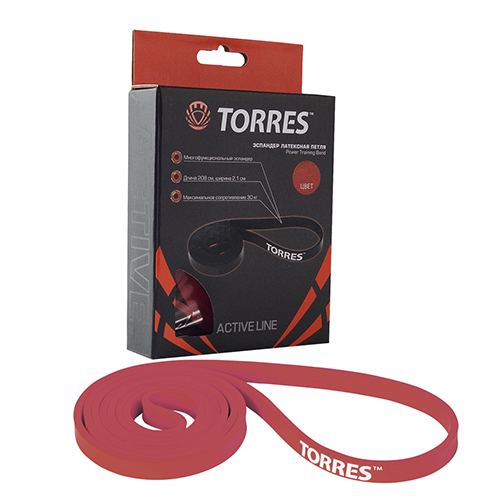 TORRES™
ЭСПАНДЕР ЛАТЕКСНАЯ ПЕТЛЯ
Power Training Band
Многофункциональный эспандер
Длина 208 см, ширина 2.1 см
Максимальное сопротивление 30 кг
ЦВЕТ
TORRES™
ACTIVE LINE
ACTIVE
TORRES™